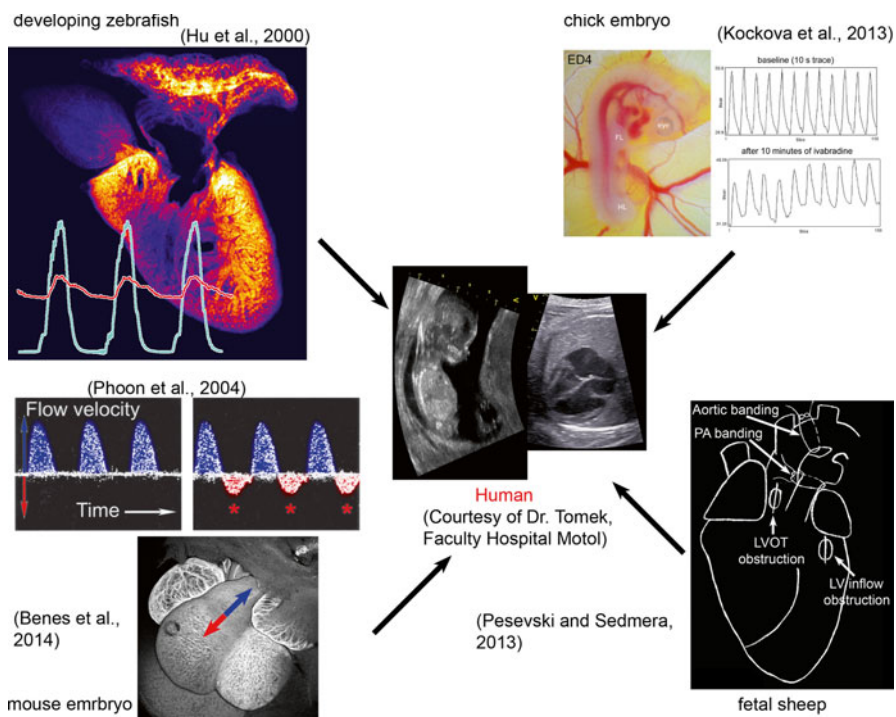 developing zebrafish
(Hu et al., 2000)
chick embryo
(Kockova et al., 2013)
ED4
eye
FL
HL
baseline (10 s trace)
after 10 minutes of ivabradine
(Phoon et al., 2004)
Flow velocity
Time
* * *
Human
(Courtesy of Dr. Tomek,
Faculty Hospital Motol)
(Benes et al.,
2014)
mouse emrbryo
Aortic banding
PA banding
LVOT
obstruction
LV inflow
obstruction
(Pesevski and Sedmera,
2013)
fetal sheep